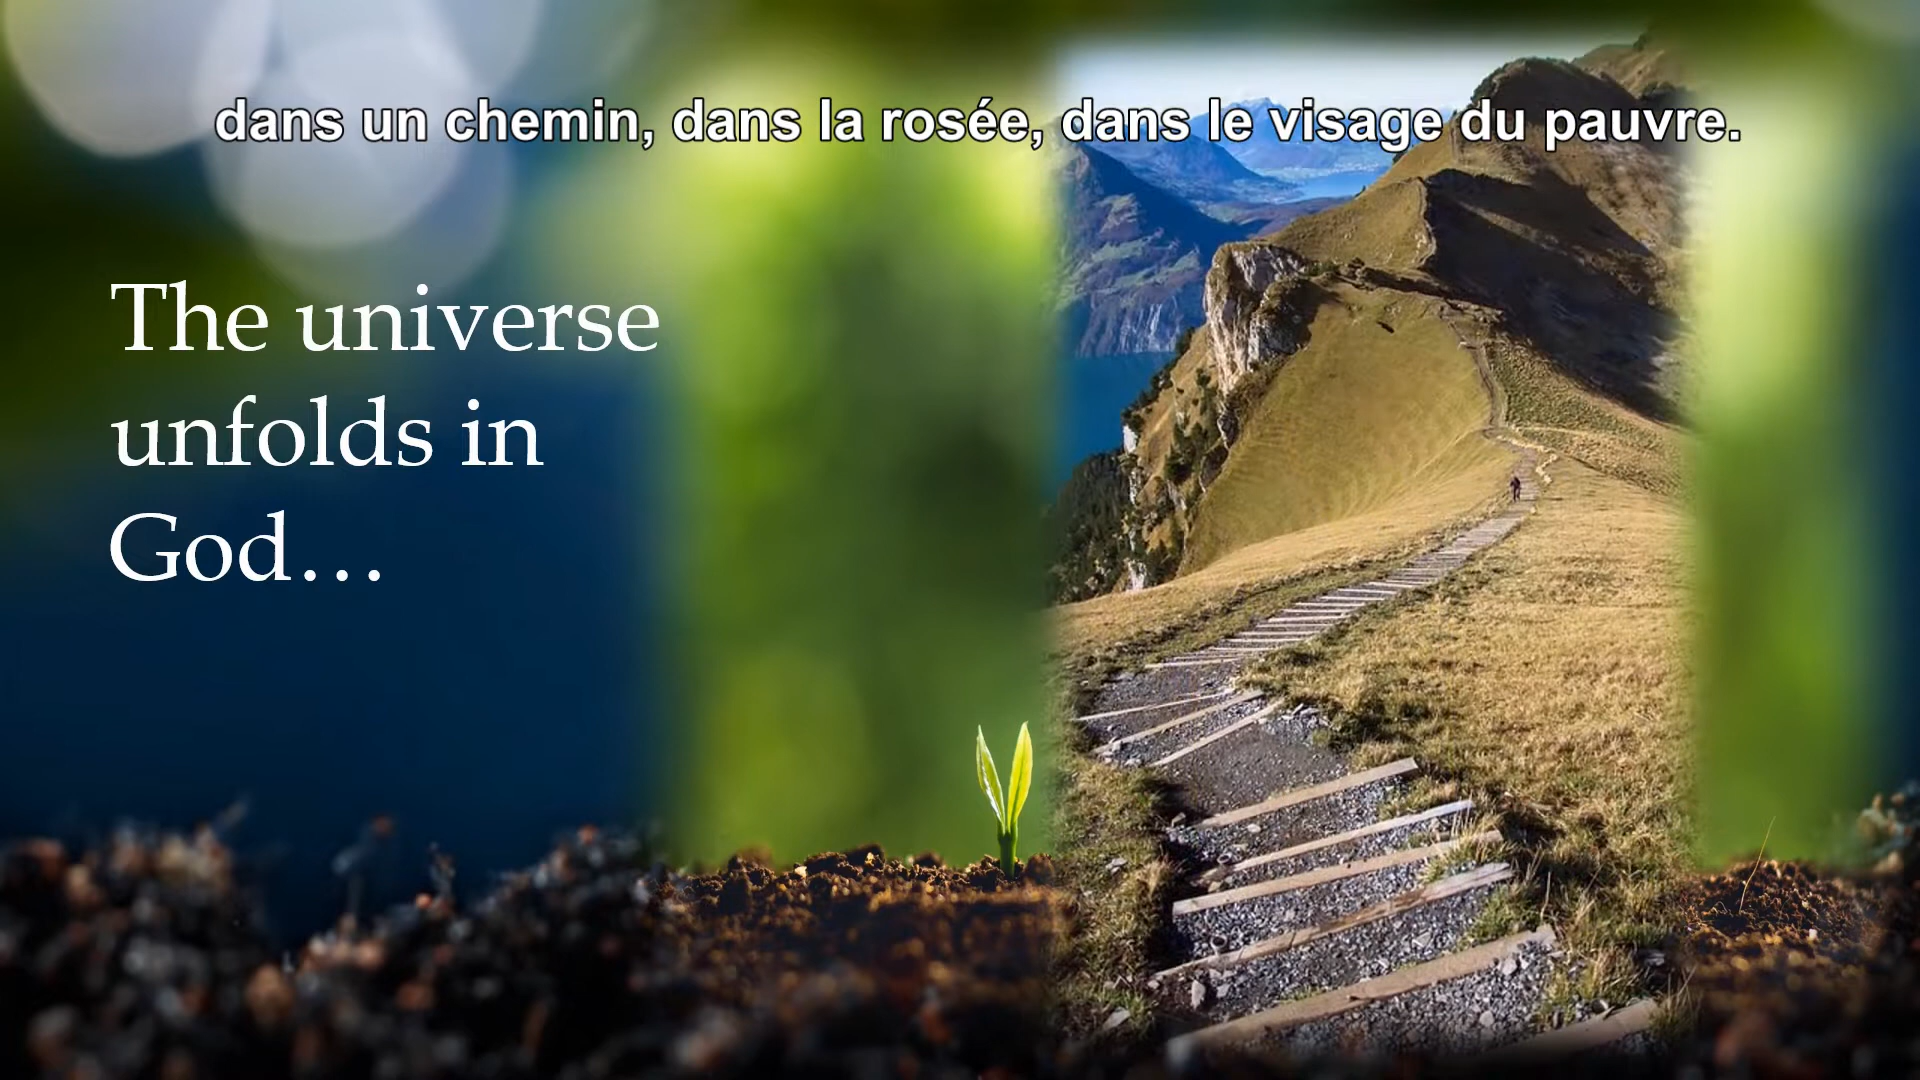 dans un chemin, dans la rosée, dans le visage du pauvre.
The universe
unfolds in
God…